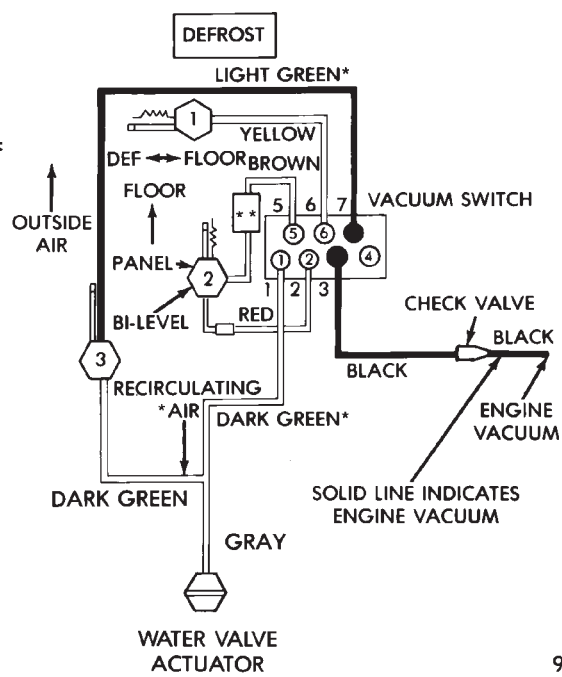 DEFROST
LIGHT GREEN*
1
YELLOW
DEF FLOOR
BROWN
FLOOR
OUTSIDE
AIR
5 6 7
VACUUM SWITCH
**
5 6
1 2 4
PANEL
2
BI-LEVEL
1 2 3
RED
CHECK VALVE
BLACK
BLACK
3
RECIRCULATING
*AIR
DARK GREEN*
ENGINE
VACUUM
DARK GREEN
SOLID LINE INDICATES
ENGINE VACUUM
GRAY
WATER VALVE
ACTUATOR
9